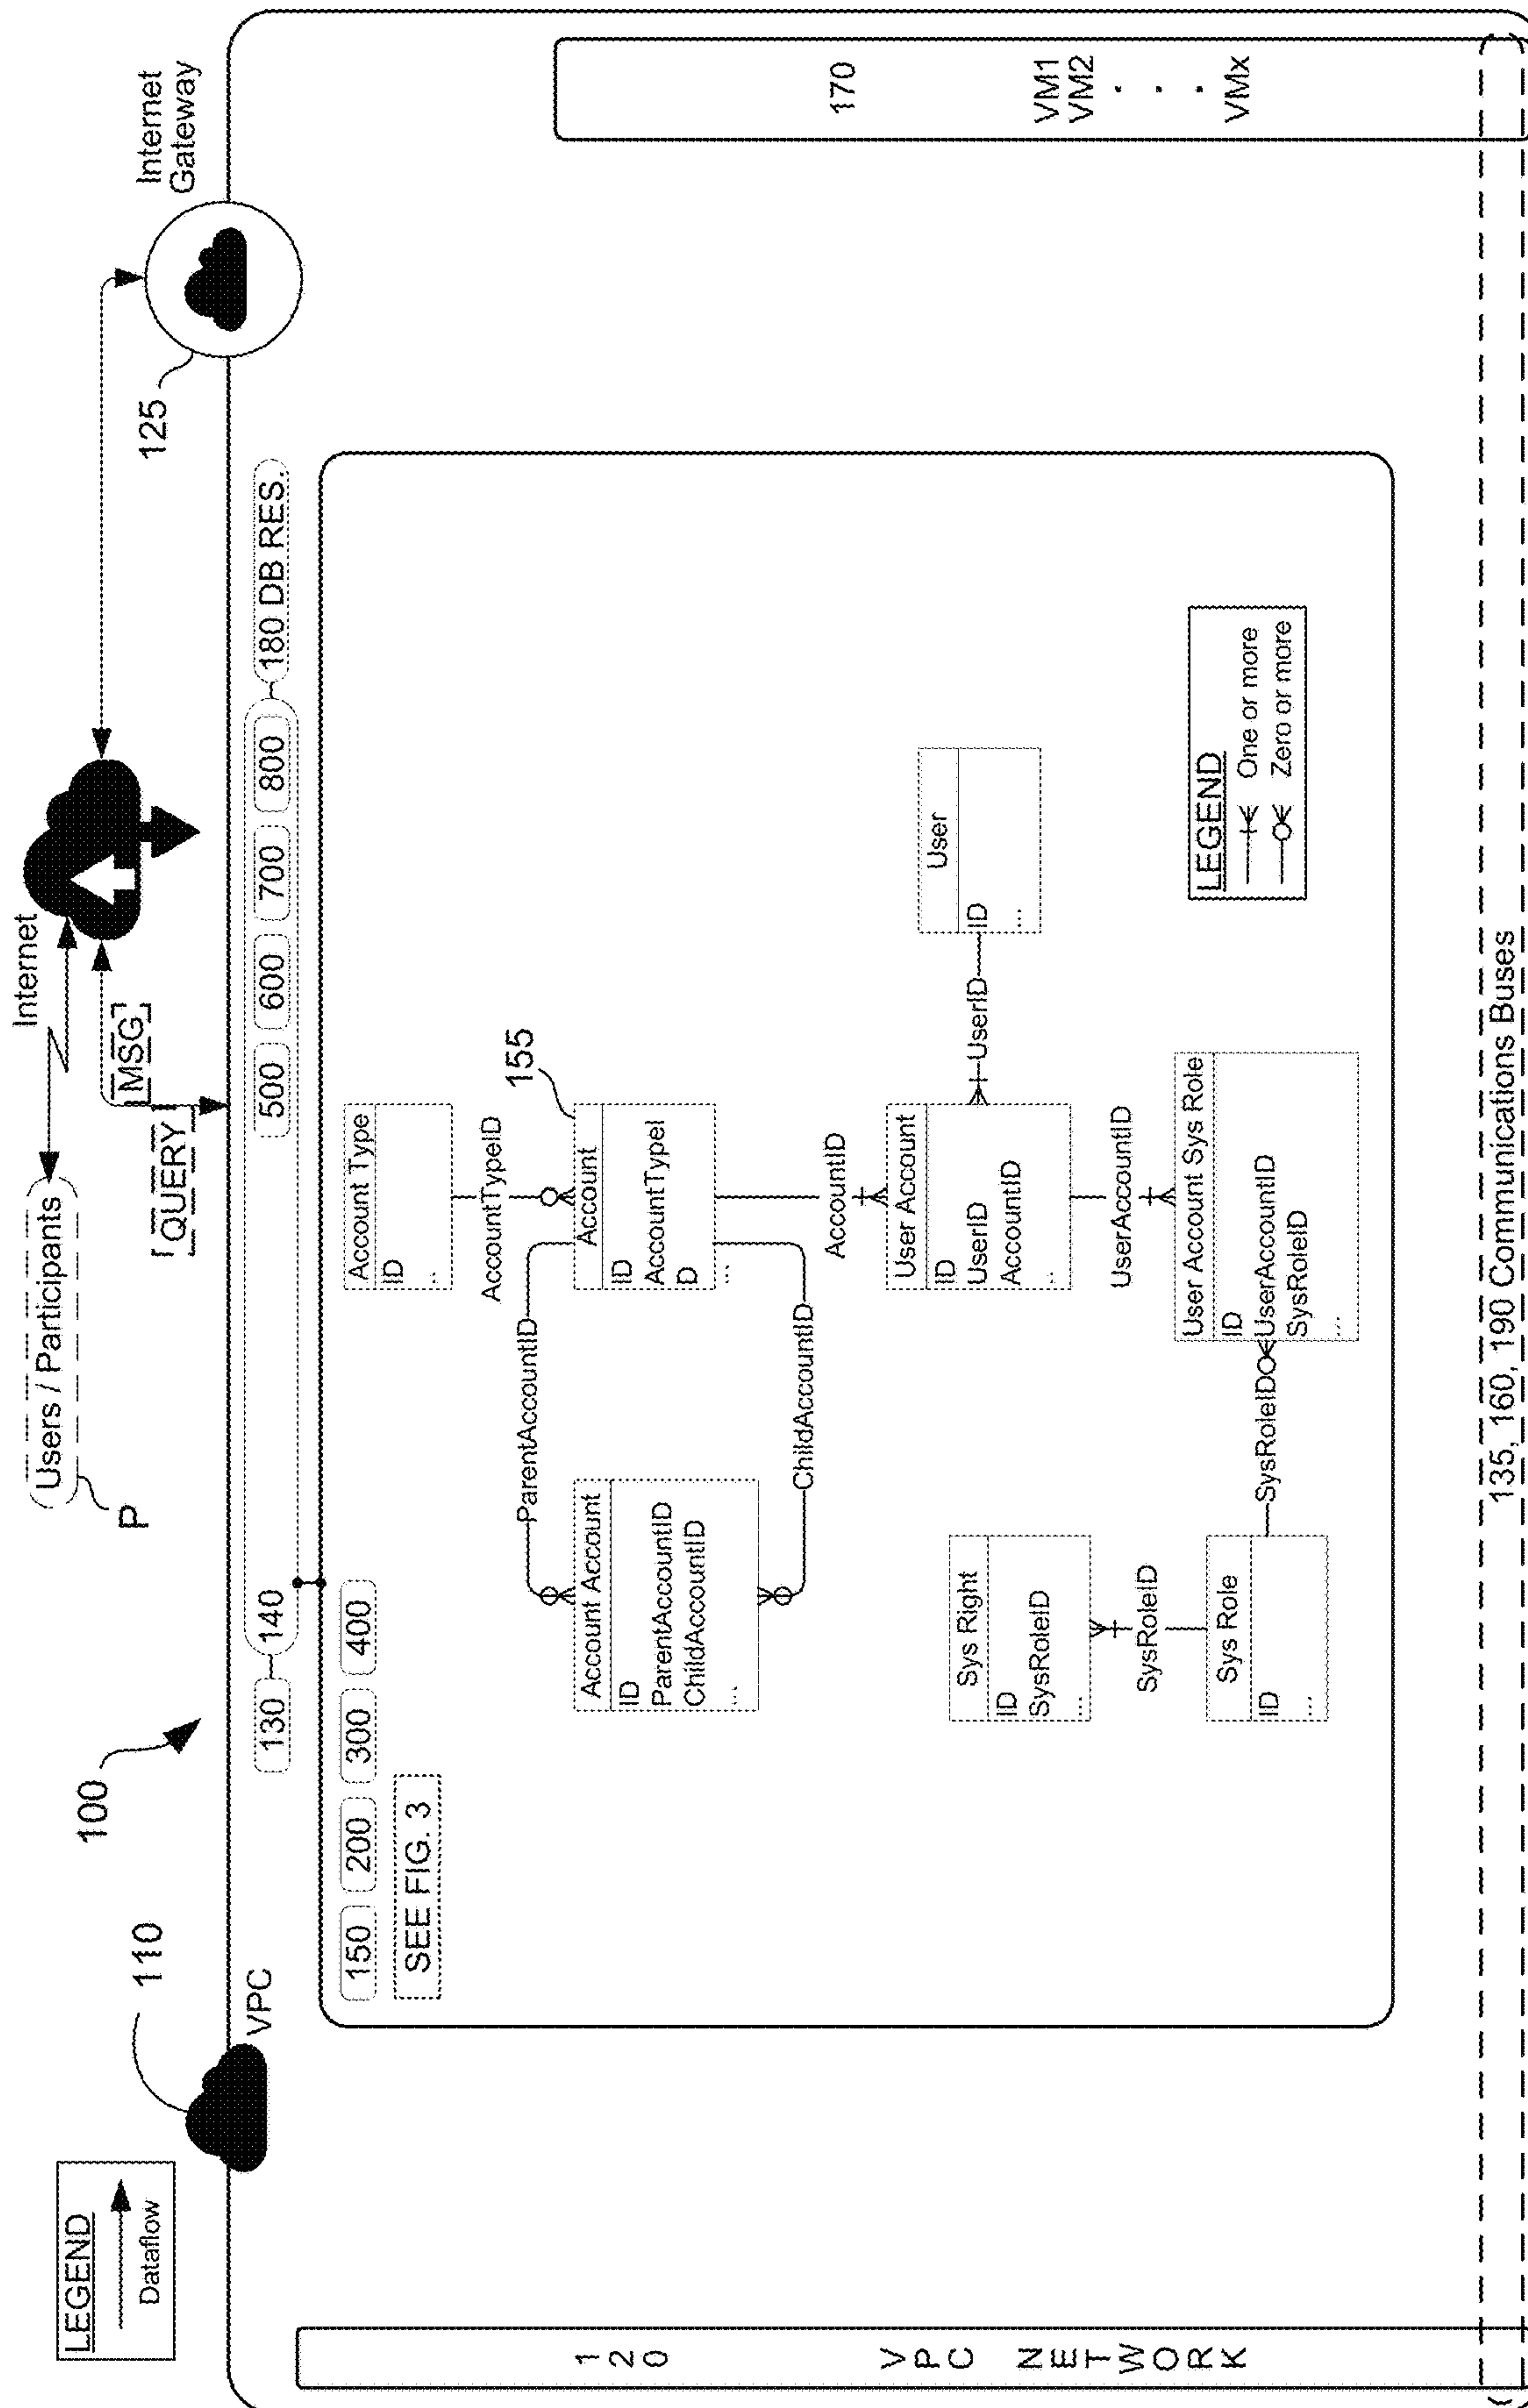 LEGEND
Dataflow
110
VPC
100
P
Users / Participants
Internet
MSG
QUERY
125
Internet
Gateway
130
140
500
600
700
800
180 DB RES.
150
200
300
400
SEE FIG. 3
Account Type
ID
...
AccountTypeID
155
Account
ID
AccountTypeI
D
...
ParentAccountID
ChildAccountID
Account Account
ID
ParentAccountID
ChildAccountID
...
AccountID
User Account
ID
UserID
AccountID
...
UserID
User
ID
...
UserAccountID
User Account Sys Role
ID
UserAccountID
SysRoleID
...
SysRoleID
Sys Right
ID
SysRoleID
...
SysRoleID
Sys Role
ID
...
LEGEND
One or more
Zero or more
120
VPC NETWORK
170
VM1
VM2
.
.
.
VMx
135, 160, 190 Communications Buses